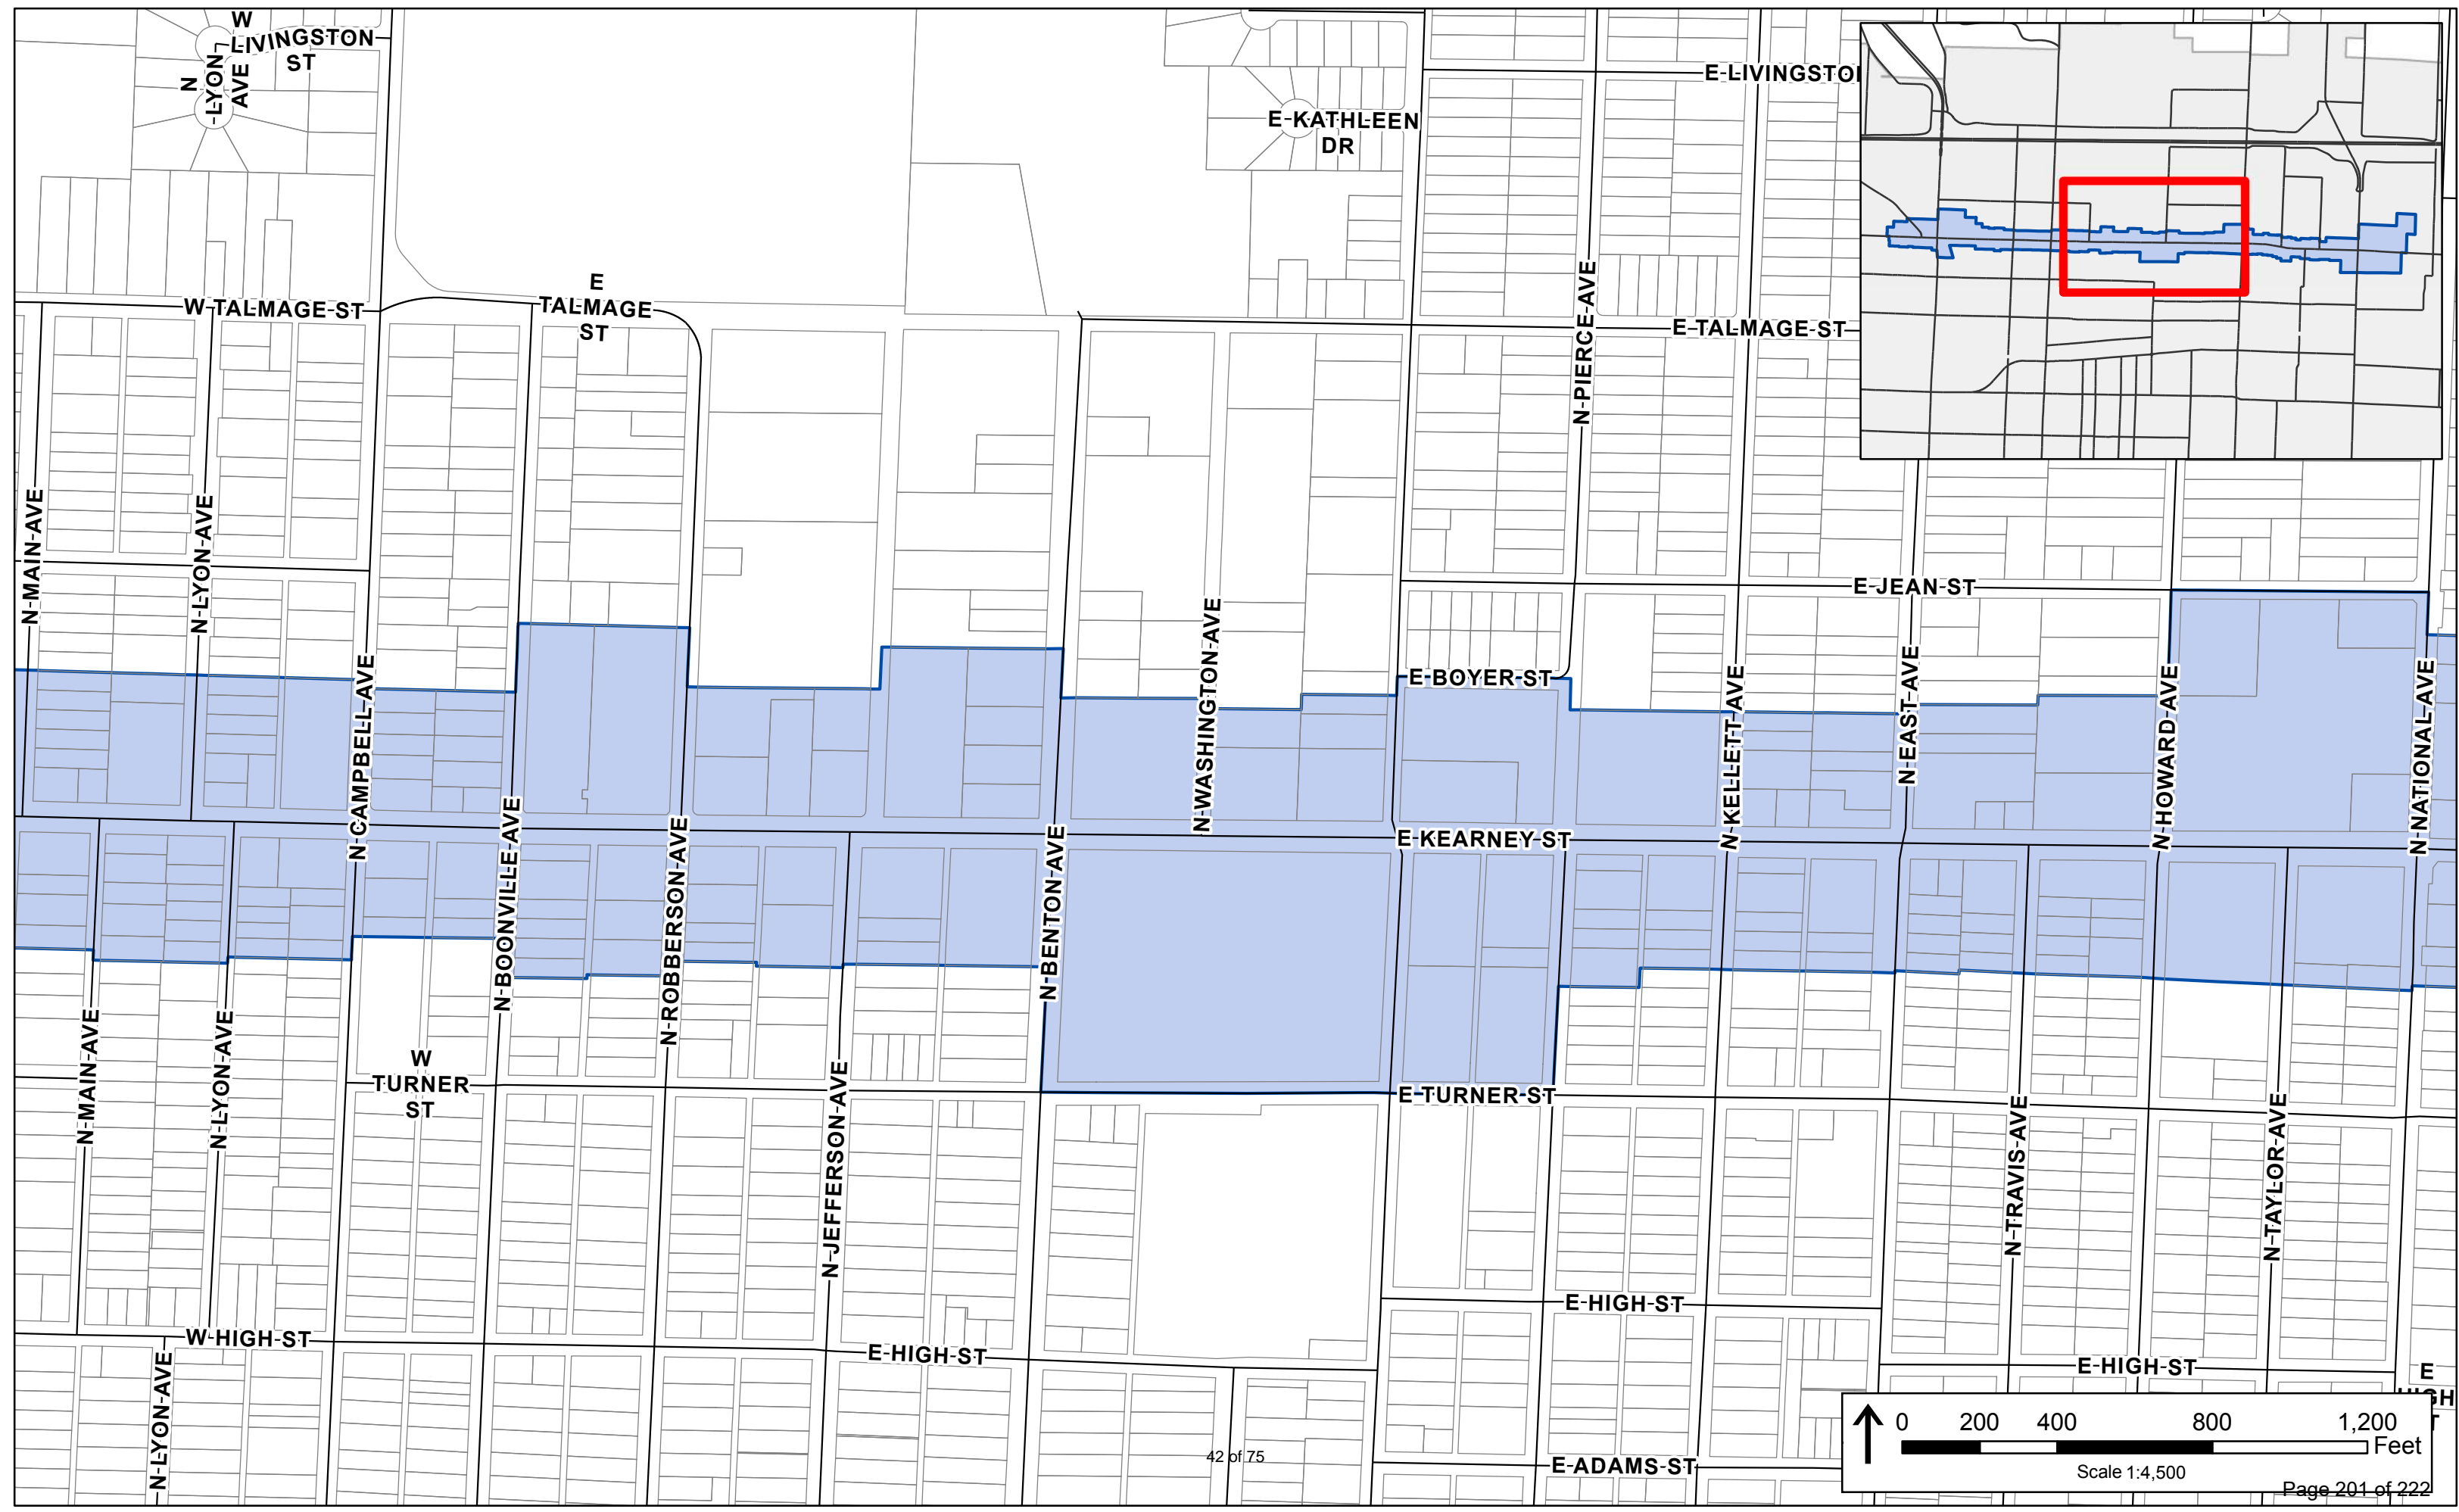 W
LIVINGSTON
ST
N
LYON
AVE
E LIVINGSTON
E KATHLEEN
DR
W TALMAGE ST
E
TALMAGE
ST
N PIERCE AVE
E TALMAGE ST
N MAIN AVE
N LYON AVE
E JEAN ST
N CAMPBELL AVE
N WASHINGTON AVE
E BOYER ST
N KELLETT AVE
N EAST AVE
N HOWARD AVE
N NATIONAL AVE
N BOONVILLE AVE
N ROBBERSON AVE
N BENTON AVE
E KEARNEY ST
N MAIN AVE
N LYON AVE
W
TURNER
ST
N JEFFERSON AVE
E TURNER ST
N TRAVIS AVE
N TAYLOR AVE
E HIGH ST
W HIGH ST
E HIGH ST
E HIGH ST
E
HIGH
N LYON AVE
0 200 400 800 1,200
Feet
Scale 1:4,500
42 of 75
E ADAMS ST
Page 201 of 222